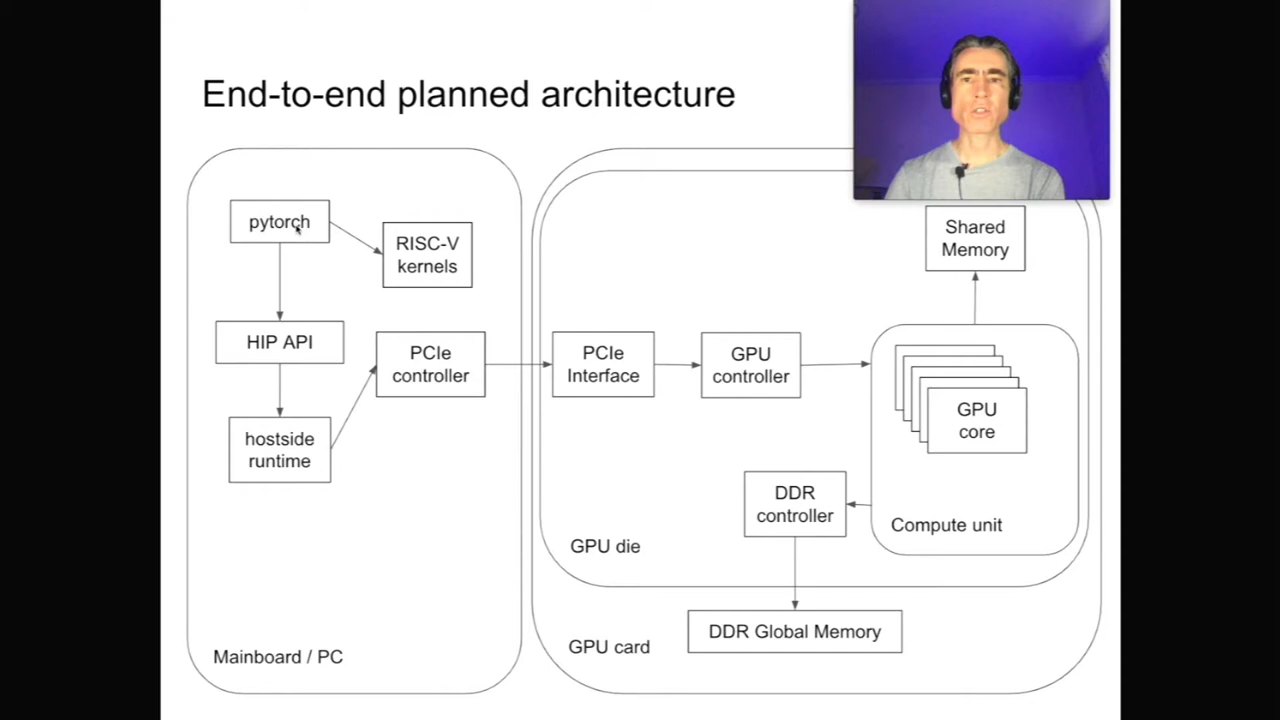 End-to-end planned architecture
pytorch
RISC-V
kernels
HIP API
PCIe
controller
hostside
runtime
Mainboard / PC
PCIe
Interface
GPU
controller
Shared
Memory
GPU
core
Compute unit
DDR
controller
GPU die
DDR Global Memory
GPU card